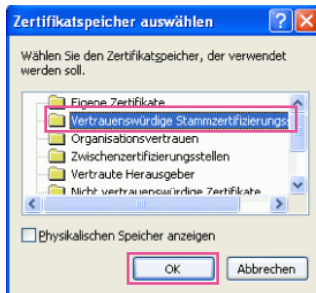 Zertifikatspeicher auswählen
Wählen Sie den Zertifikatspeicher, der verwendet
werden soll.
Eigene Zertifikate
Vertrauenswürdige Stammzertifizierungs
Organisationsvertrauen
Zwischenzertifizierungsstellen
Vertraute Herausgeber
Nicht vertrauenswürdige Zertifikate
Physikalischen Speicher anzeigen
OK
Abbrechen